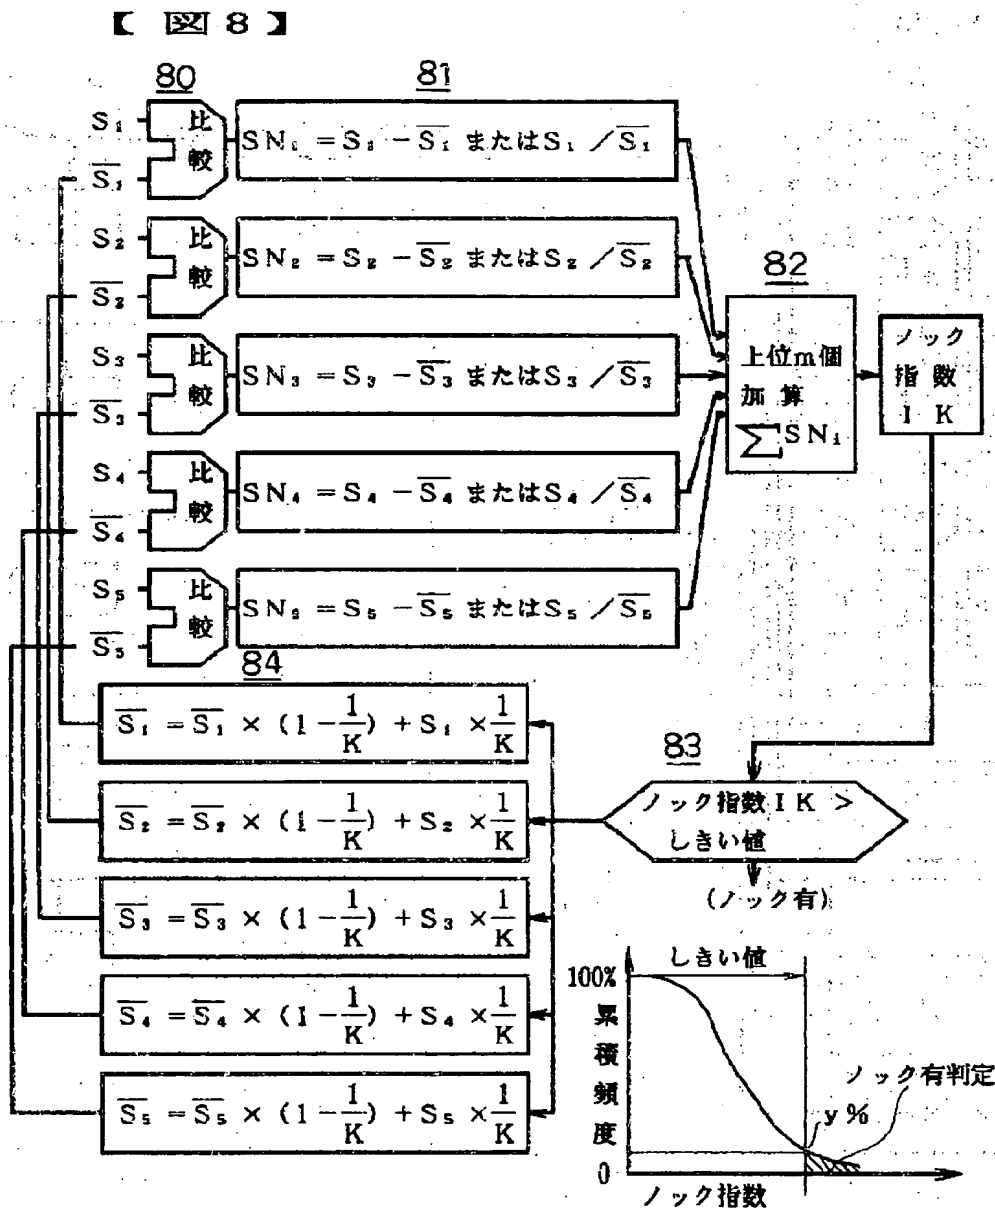 【図8】
80
81
S₁
比較
S̅₁
SN₁ = S₁ − S̅₁ または S₁ ／ S̅₁
S₂
比較
S̅₂
SN₂ = S₂ − S̅₂ または S₂ ／ S̅₂
82
S₃
比較
S̅₃
SN₃ = S₃ − S̅₃ または S₃ ／ S̅₃
上位m個
加算
∑SNᵢ
ノック
指数
IK
S₄
比較
S̅₄
SN₄ = S₄ − S̅₄ または S₄ ／ S̅₄
S₅
比較
S̅₅
SN₅ = S₅ − S̅₅ または S₅ ／ S̅₅
84
S̅₁ = S̅₁ × (1−1/K) + S₁ × 1/K
S̅₂ = S̅₂ × (1−1/K) + S₂ × 1/K
S̅₃ = S̅₃ × (1−1/K) + S₃ × 1/K
S̅₄ = S̅₄ × (1−1/K) + S₄ × 1/K
S̅₅ = S̅₅ × (1−1/K) + S₅ × 1/K
83
ノック指数IK >
しきい値
(ノック有)
しきい値
100%
累積頻度
ノック有判定
y%
0
ノック指数